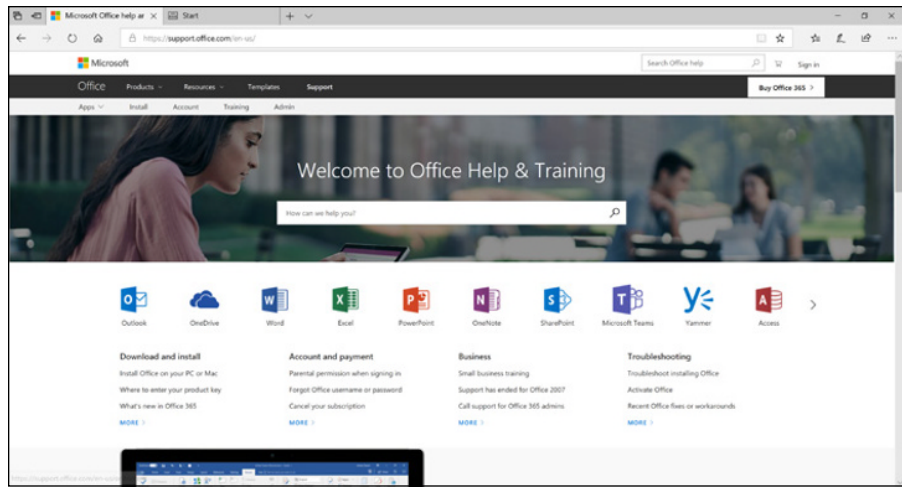 Microsoft Office help ar
Start
https://support.office.com/en-us/
Microsoft
Search Office help
Sign in
Office Products Resources Templates Support
Buy Office 365 >
Apps Install Account Training Admin
Welcome to Office Help & Training
How can we help you?
Outlook OneDrive Word Excel PowerPoint OneNote SharePoint Microsoft Teams Yammer Access
Download and install
Install Office on your PC or Mac
Where to enter your product key
What's new in Office 365
MORE >
Account and payment
Parental permission when signing in
Forgot Office username or password
Cancel your subscription
MORE >
Business
Small business training
Support has ended for Office 2007
Call support for Office 365 admins
MORE >
Troubleshooting
Troubleshoot installing Office
Activate Office
Recent Office fixes or workarounds
MORE >